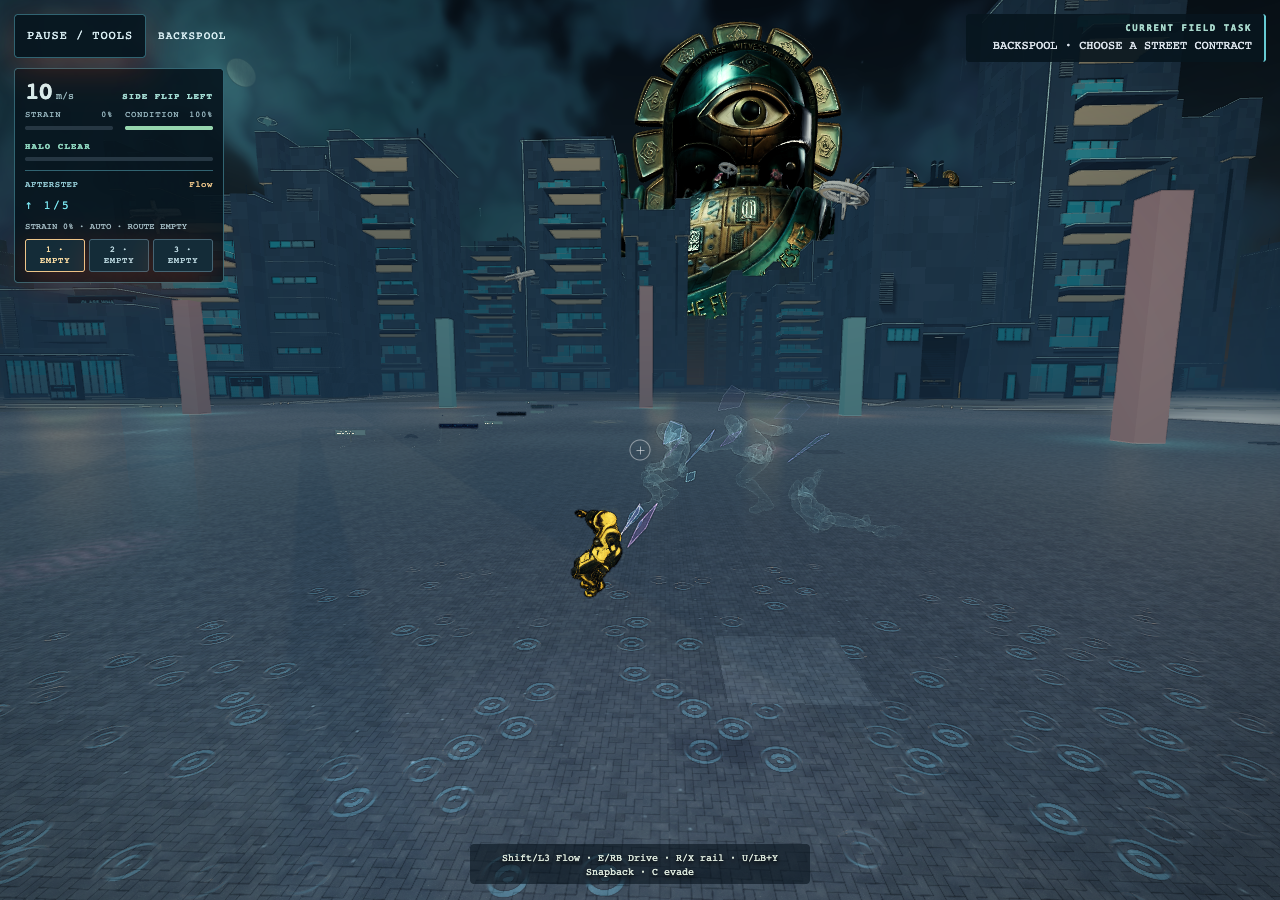 PAUSE / TOOLS
BACKSPOOL
CURRENT FIELD TASK
BACKSPOOL · CHOOSE A STREET CONTRACT
10 m/s
SIDE FLIP LEFT
STRAIN 0%
CONDITION 100%
HALO CLEAR
AFTERSTEP
Flow
↑ 1/5
STRAIN 0% · AUTO · ROUTE EMPTY
1 ·
EMPTY
2 ·
EMPTY
3 ·
EMPTY
Shift/L3 Flow · E/RB Drive · R/X rail · U/LB+Y
Snapback · C evade